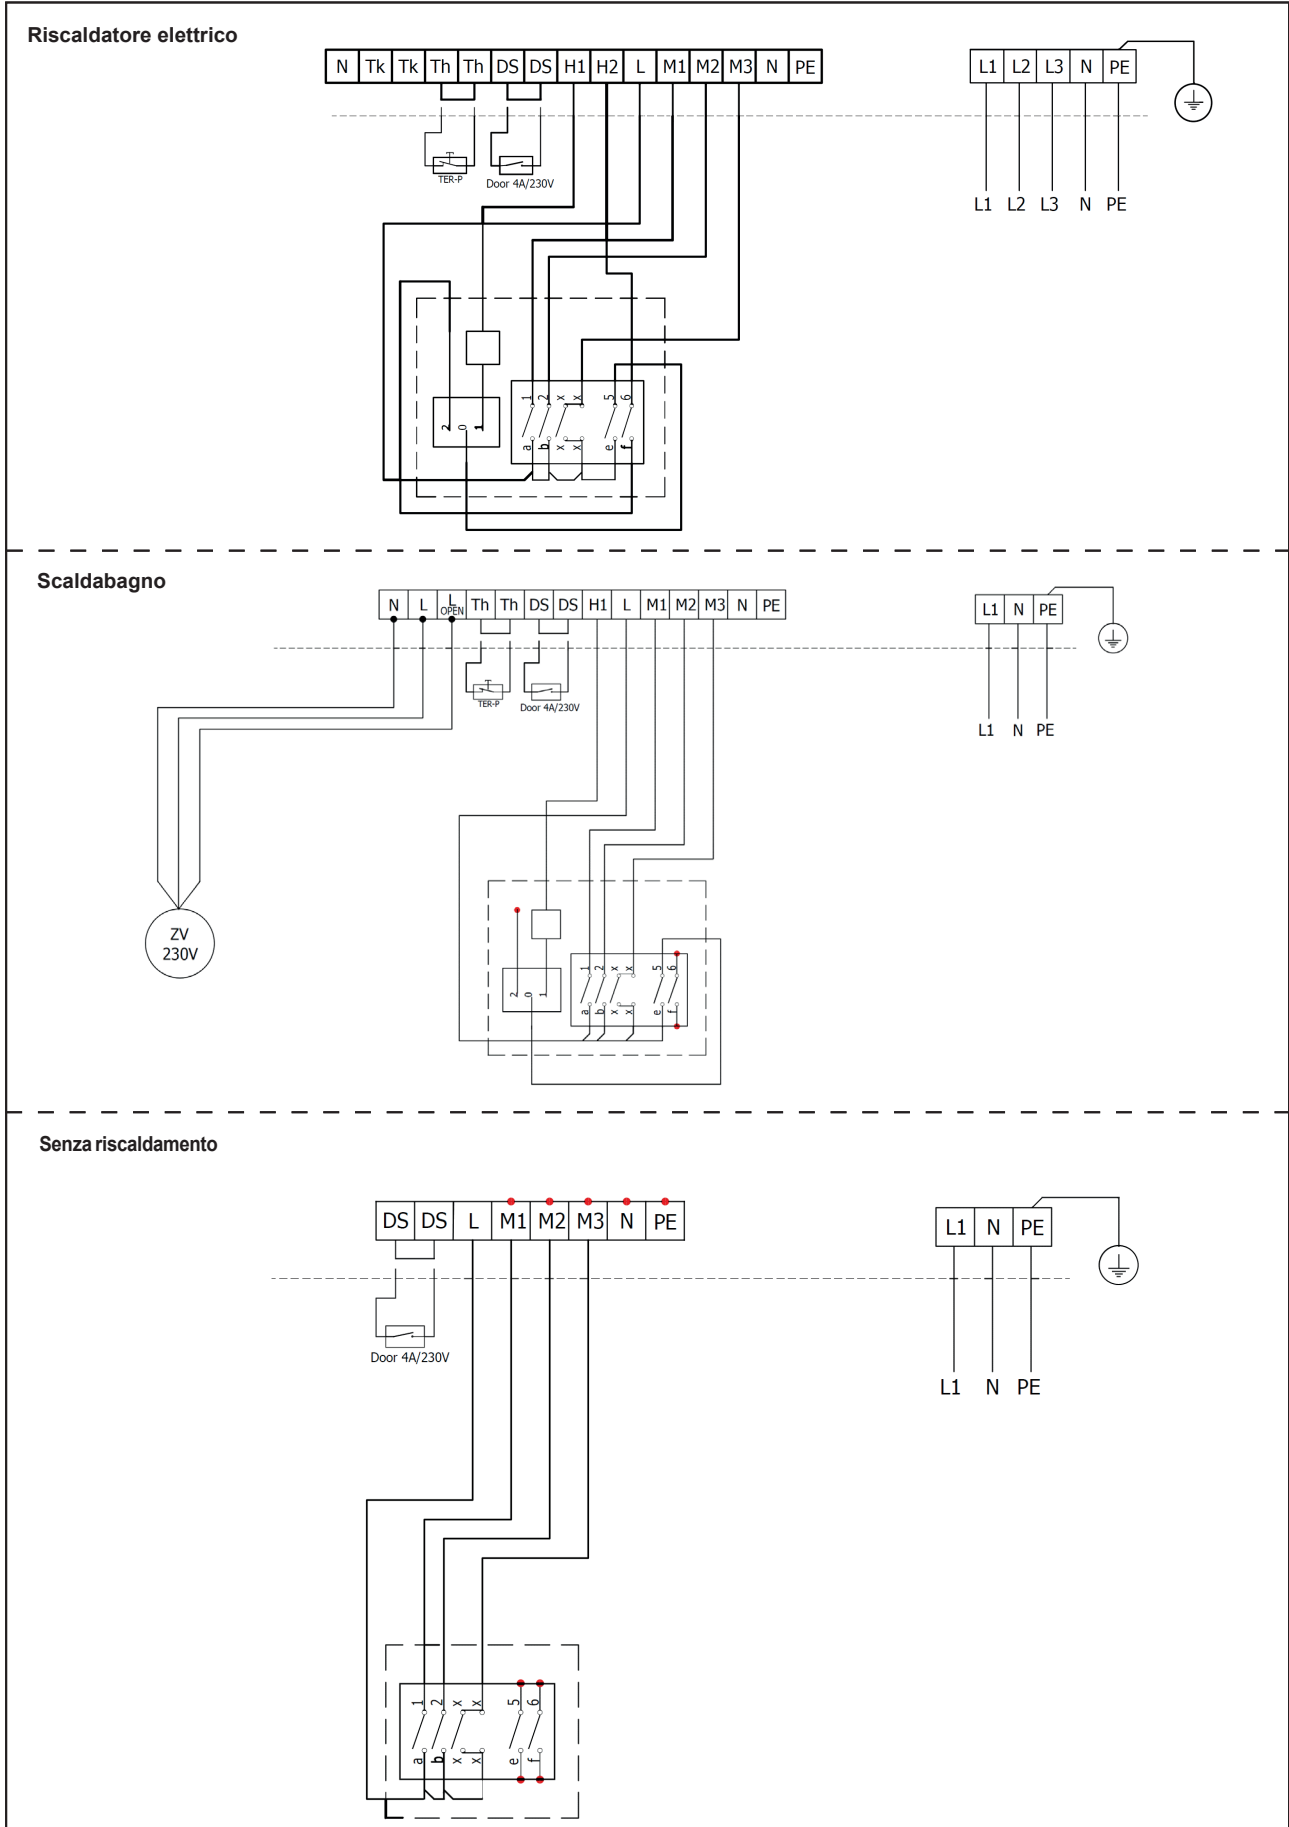 Riscaldatore elettrico
N Tk Tk Th Th DS DS H1 H2 L M1 M2 M3 N PE
L1 L2 L3 N PE
TER-P
Door 4A/230V
L1 L2 L3 N PE
1 2 x x 5 6
2 0 1
a b x x e f
Scaldabagno
N L L OPEN Th Th DS DS H1 L M1 M2 M3 N PE
L1 N PE
TER-P
Door 4A/230V
L1 N PE
ZV
230V
1 2 x x 5 6
2 0 1
a b x x e f
Senza riscaldamento
DS DS L M1 M2 M3 N PE
L1 N PE
Door 4A/230V
L1 N PE
1 2 x x 5 6
a b x x e f